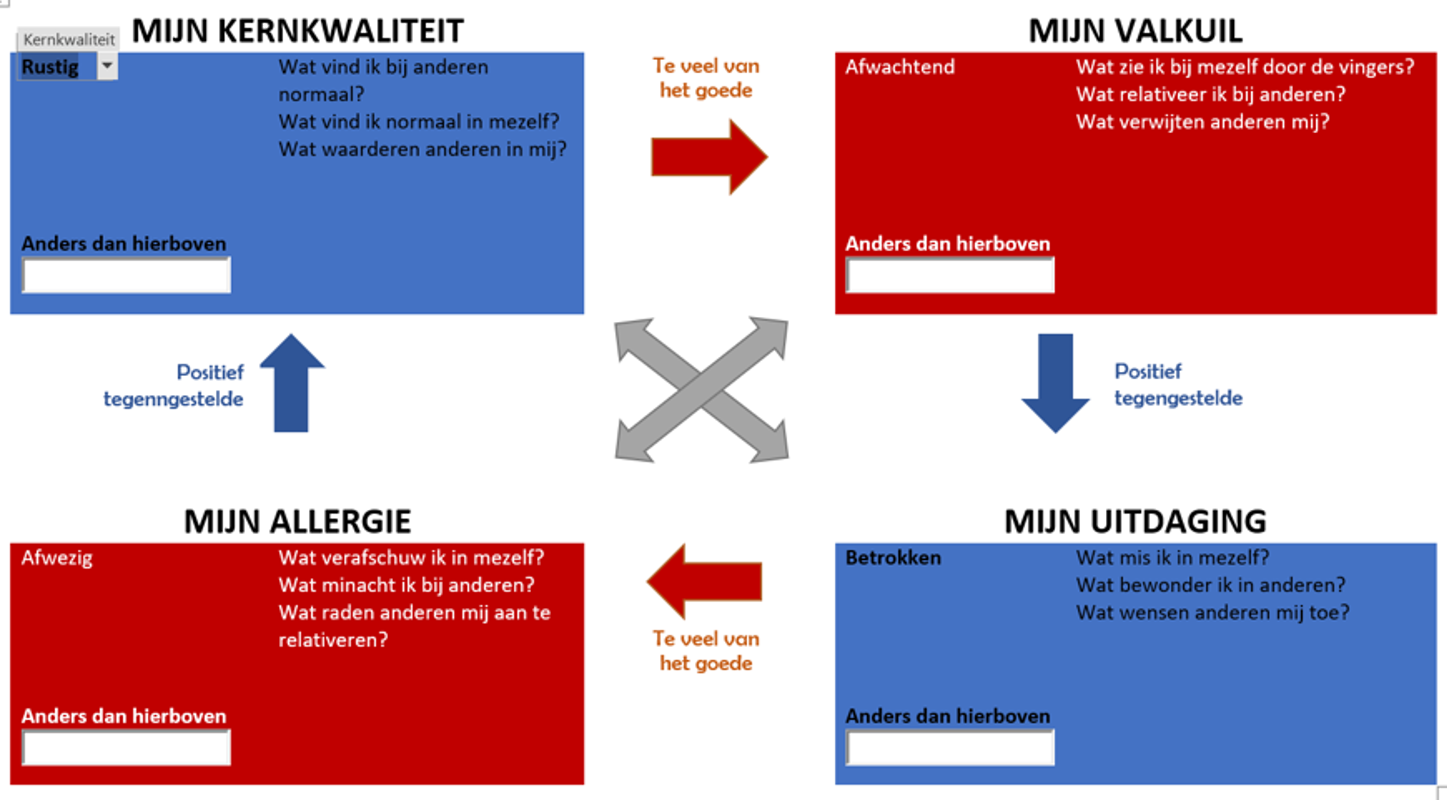 MIJN KERNKWALITEIT
Kernkwaliteit
Rustig
Wat vind ik bij anderen
normaal?
Wat vind ik normaal in mezelf?
Wat waarderen anderen in mij?
Anders dan hierboven
Te veel van
het goede
MIJN VALKUIL
Afwachtend
Wat zie ik bij mezelf door de vingers?
Wat relativeer ik bij anderen?
Wat verwijten anderen mij?
Anders dan hierboven
Positief
tegenngestelde
Positief
tegengestelde
MIJN ALLERGIE
Afwezig
Wat verafschuw ik in mezelf?
Wat minacht ik bij anderen?
Wat raden anderen mij aan te
relativeren?
Anders dan hierboven
Te veel van
het goede
MIJN UITDAGING
Betrokken
Wat mis ik in mezelf?
Wat bewonder ik in anderen?
Wat wensen anderen mij toe?
Anders dan hierboven